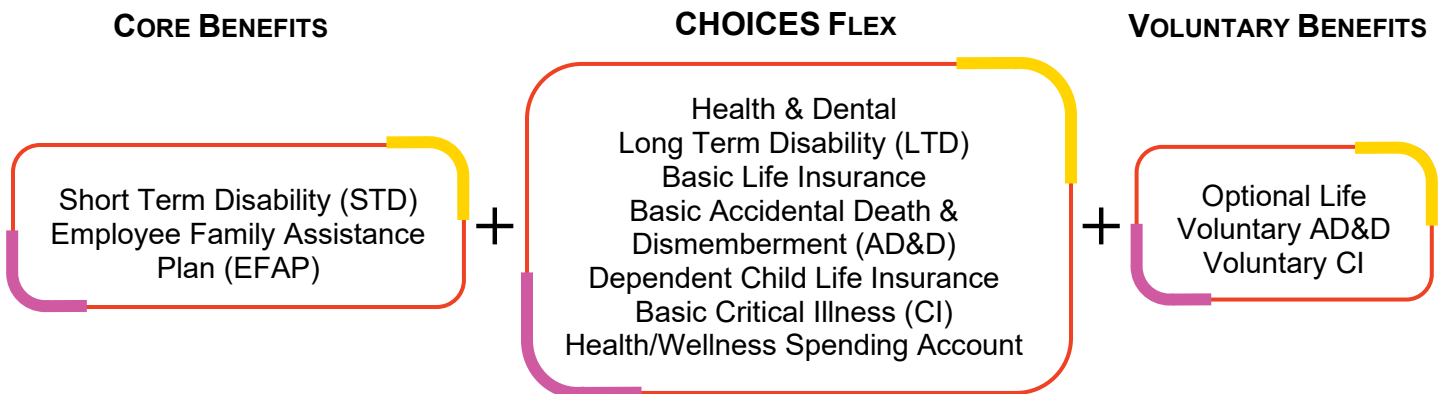 CORE BENEFITS
Short Term Disability (STD)
Employee Family Assistance
Plan (EFAP)
+
CHOICES FLEX
Health & Dental
Long Term Disability (LTD)
Basic Life Insurance
Basic Accidental Death &
Dismemberment (AD&D)
Dependent Child Life Insurance
Basic Critical Illness (CI)
Health/Wellness Spending Account
+
VOLUNTARY BENEFITS
Optional Life
Voluntary AD&D
Voluntary CI